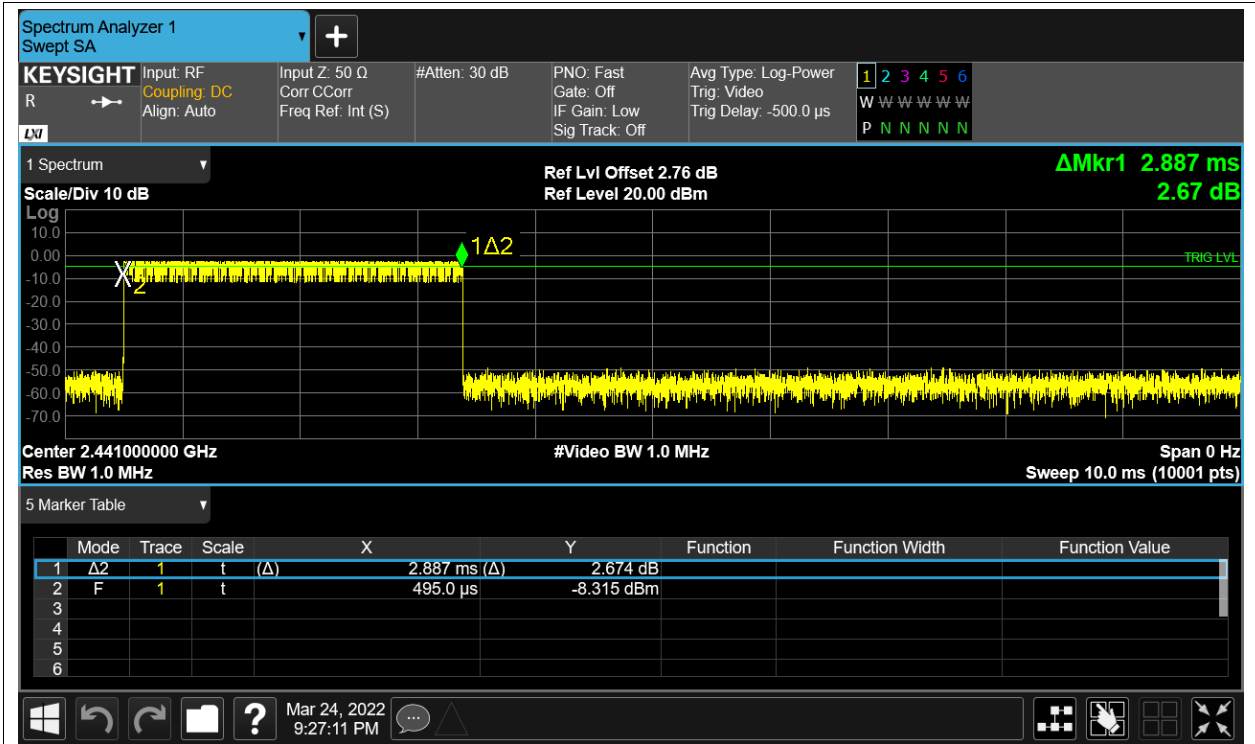 Spectrum Analyzer 1
Swept SA
KEYSIGHT
R
LXI
Input: RF
Coupling: DC
Align: Auto
Input Z: 50 Ω
Corr CCorr
Freq Ref: Int (S)
#Atten: 30 dB
PNO: Fast
Gate: Off
IF Gain: Low
Sig Track: Off
Avg Type: Log-Power
Trig: Video
Trig Delay: -500.0 µs
1 2 3 4 5 6
W W W W W W
P N N N N N
1 Spectrum
Scale/Div 10 dB
Ref Lvl Offset 2.76 dB
Ref Level 20.00 dBm
ΔMkr1 2.887 ms
2.67 dB
Log
10.0
0.00
-10.0
-20.0
-30.0
-40.0
-50.0
-60.0
-70.0
1Δ2
X
2
TRIG LVL
Center 2.441000000 GHz
#Video BW 1.0 MHz
Span 0 Hz
Res BW 1.0 MHz
Sweep 10.0 ms (10001 pts)
5 Marker Table
Mode Trace Scale X Y Function Function Width Function Value
1 Δ2 1 t (Δ) 2.887 ms (Δ) 2.674 dB
2 F 1 t 495.0 µs -8.315 dBm
3
4
5
6
?
Mar 24, 2022
9:27:11 PM